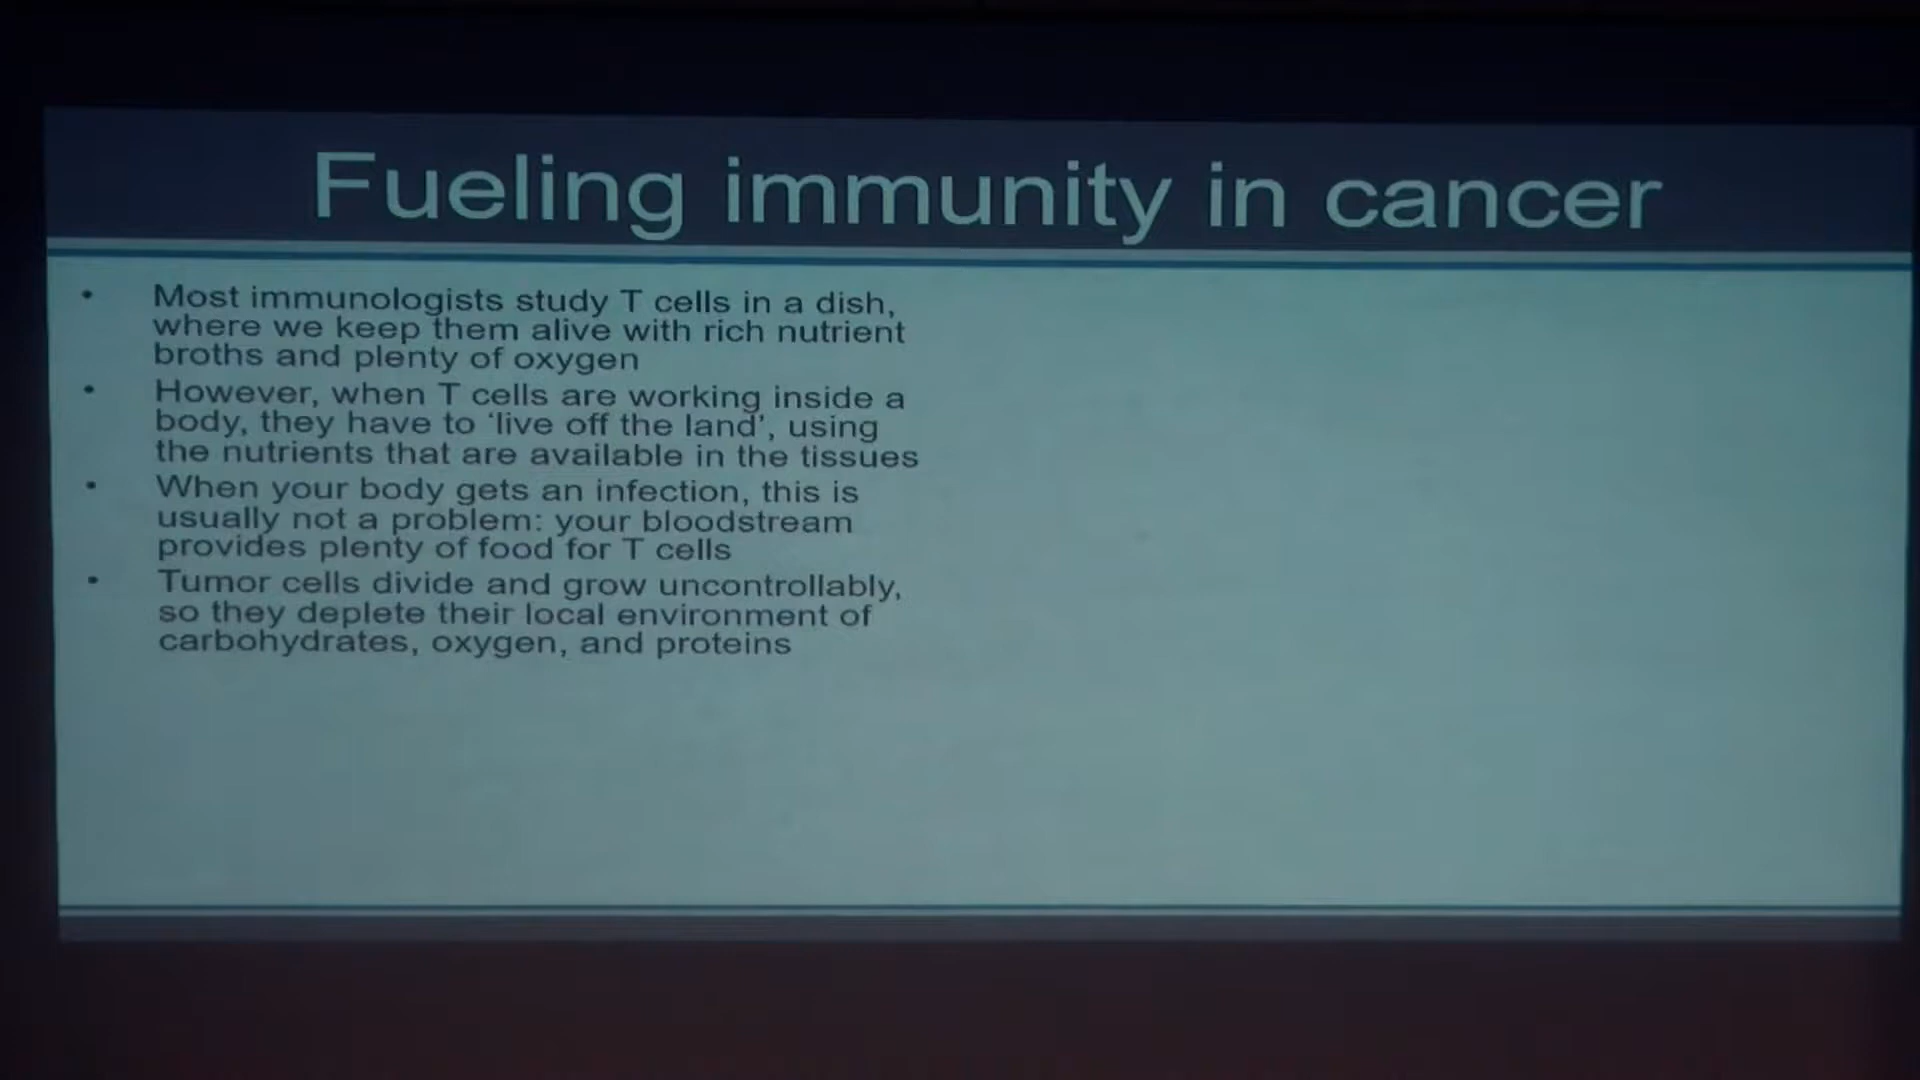 Fueling immunity in cancer
• Most immunologists study T cells in a dish,
where we keep them alive with rich nutrient
broths and plenty of oxygen
• However, when T cells are working inside a
body, they have to ‘live off the land’, using
the nutrients that are available in the tissues
• When your body gets an infection, this is
usually not a problem: your bloodstream
provides plenty of food for T cells
• Tumor cells divide and grow uncontrollably,
so they deplete their local environment of
carbohydrates, oxygen, and proteins